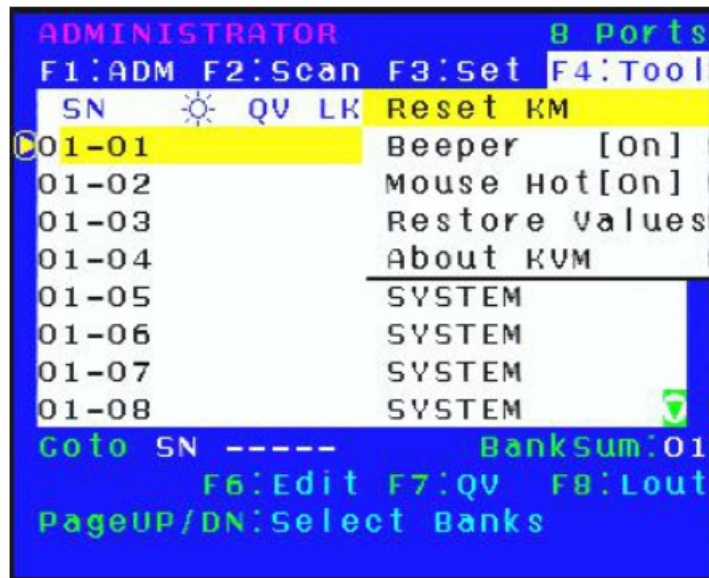 ADMINISTRATOR 8 Ports
F1:ADM F2:Scan F3:Set F4:Tool
SN QV LK Reset KM
01-01 Beeper [On]
01-02 Mouse Hot[On]
01-03 Restore Values
01-04 About KVM
01-05 SYSTEM
01-06 SYSTEM
01-07 SYSTEM
01-08 SYSTEM
Goto SN ----- BankSum:01
F6:Edit F7:QV F8:Lout
PageUP/DN:Select Banks